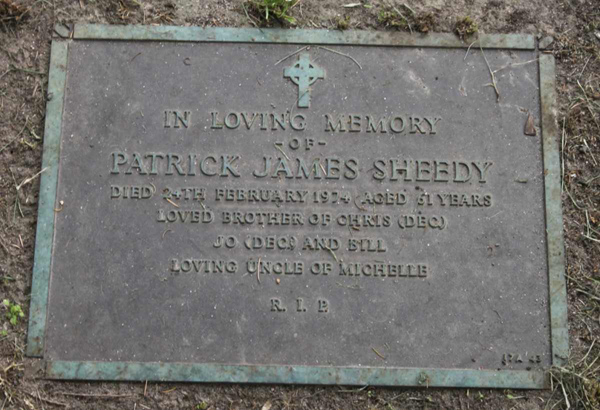 IN LOVING MEMORY
OF-
PATRICK JAMES SHEEDY
DIED 24TH FEBRUARY 1974 AGED 61 YEARS
LOVED BROTHER OF CHRIS (DEC)
JO (DEC) AND BILL
LOVING UNCLE OF MICHELLE
R. I. P.